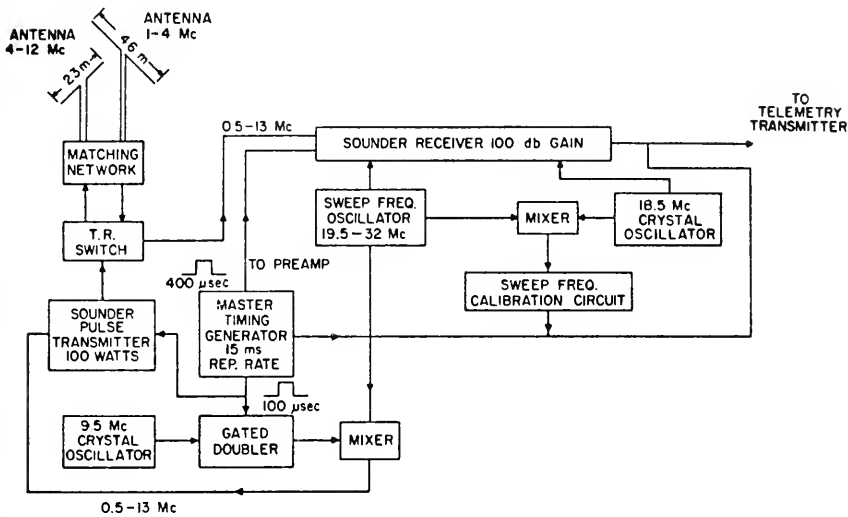 ANTENNA
1-4 Mc
ANTENNA
4-12 Mc
46 m
23m
TO
TELEMETRY
TRANSMITTER
0.5-13 Mc
SOUNDER RECEIVER 100 db GAIN
MATCHING
NETWORK
SWEEP FREQ.
OSCILLATOR
19.5-32 Mc
MIXER
18.5 Mc
CRYSTAL
OSCILLATOR
T.R.
SWITCH
TO PREAMP
400 µsec
SWEEP FREQ.
CALIBRATION CIRCUIT
SOUNDER
PULSE
TRANSMITTER
100 WATTS
MASTER
TIMING
GENERATOR
15 ms
REP. RATE
100 µsec
9.5 Mc
CRYSTAL
OSCILLATOR
GATED
DOUBLER
MIXER
0.5-13 Mc